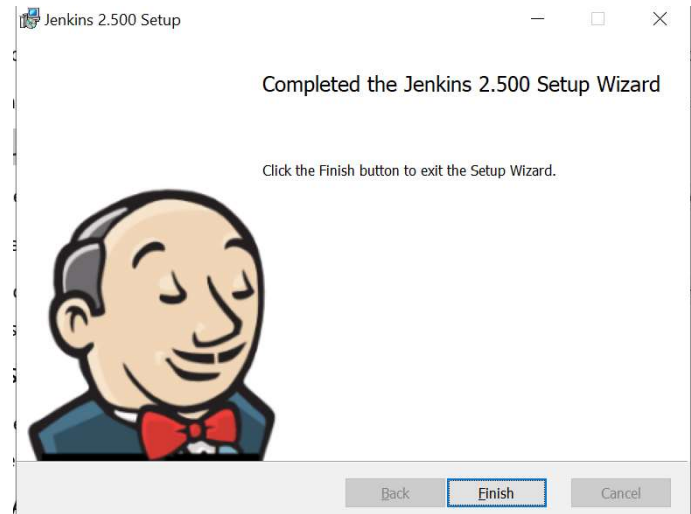 Jenkins 2.500 Setup
Completed the Jenkins 2.500 Setup Wizard
Click the Finish button to exit the Setup Wizard.
Back Finish Cancel